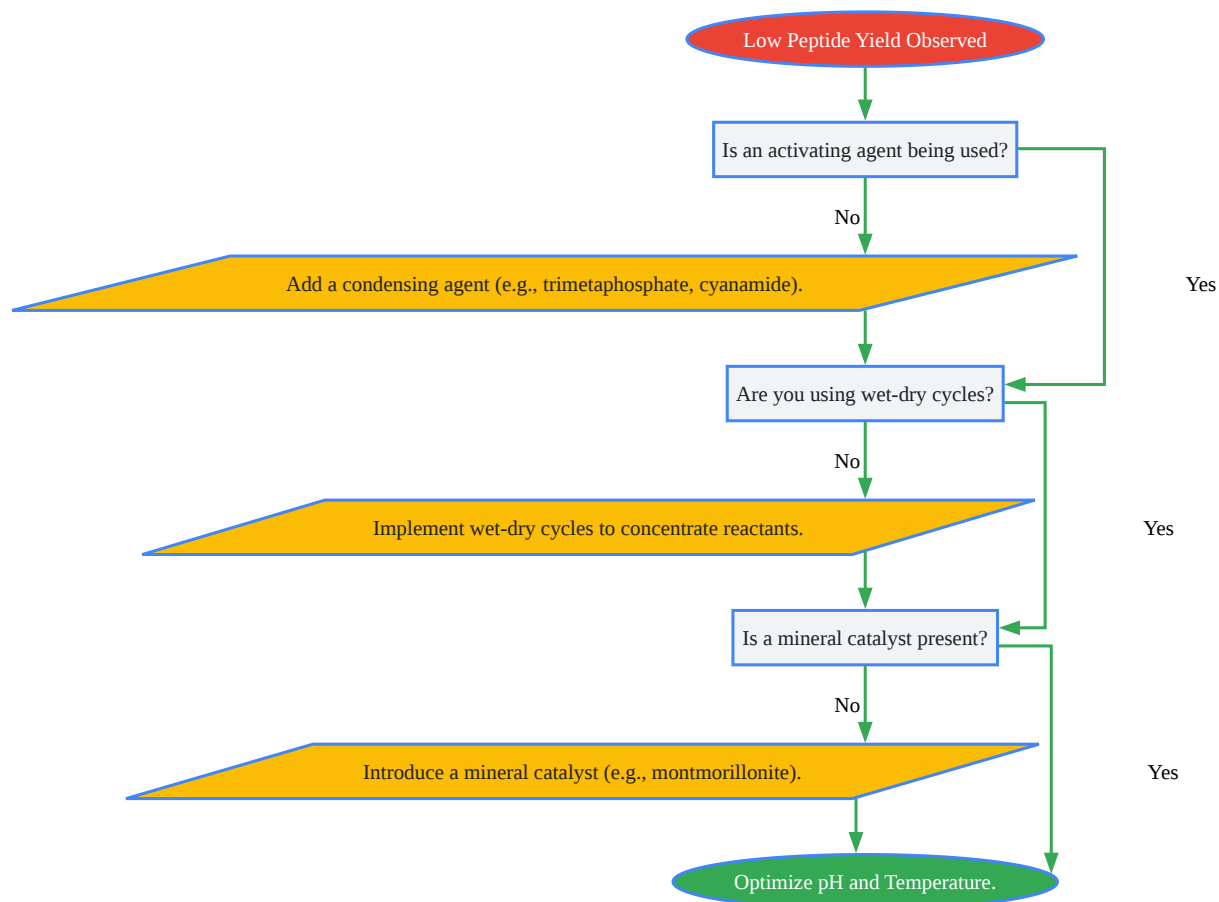 Low Peptide Yield Observed
Is an activating agent being used?
No
Add a condensing agent (e.g., trimetaphosphate, cyanamide).
Yes
Are you using wet-dry cycles?
No
Implement wet-dry cycles to concentrate reactants.
Yes
Is a mineral catalyst present?
No
Introduce a mineral catalyst (e.g., montmorillonite).
Yes
Optimize pH and Temperature.